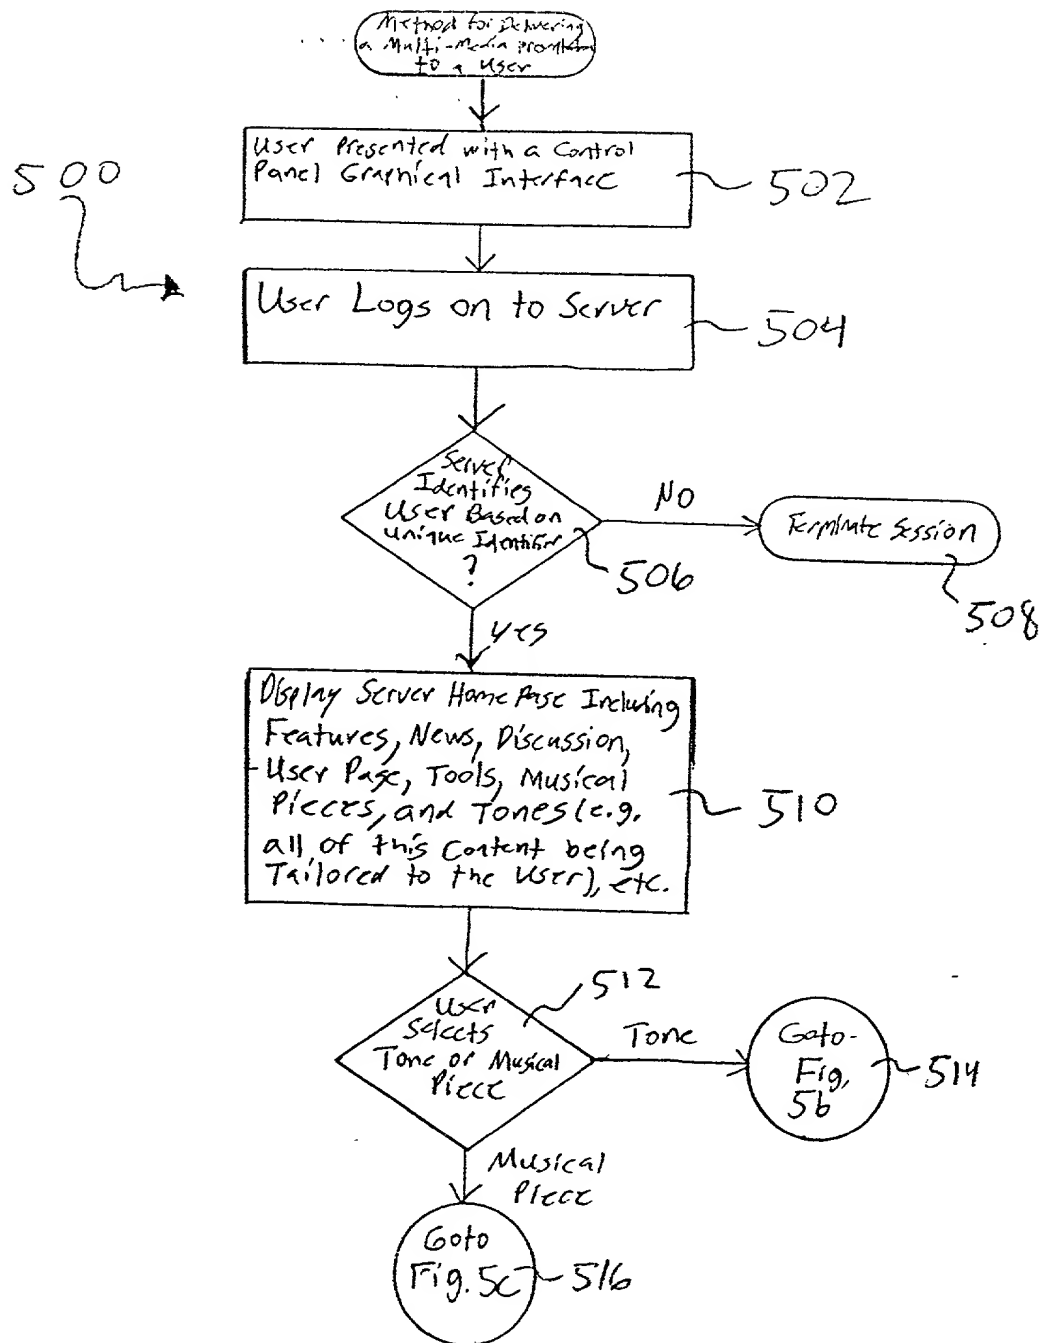 Method for Delivering
a Multi-Media
to a User
User Presented with a Control
Panel Graphical Interface
502
500
User Logs on to Server
504
Server
Identifies
User Based on
Unique Identifier
?
506
NO
Terminate Session
508
Yes
Display Server Home Page Including
Features, News, Discussion,
User Page, Tools, Musical
Pieces, and Tones (e.g.
all of this Content being
Tailored to the User), etc.
510
512
User
Selects
Tone or Musical
Piece
Tone
Goto
Fig.
5b
514
Musical
Piece
Goto
Fig. 5c
516